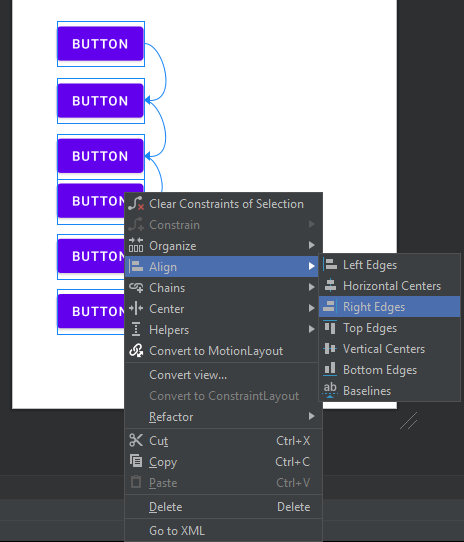 BUTTON
BUTTON
BUTTON
BUTTON
BUTTON
BUTTON
Clear Constraints of Selection
Constrain
Organize
Align
Chains
Center
Helpers
Convert to MotionLayout
Convert view...
Convert to ConstraintLayout
Refactor
Cut Ctrl+X
Copy Ctrl+C
Paste Ctrl+V
Delete Delete
Go to XML
Left Edges
Horizontal Centers
Right Edges
Top Edges
Vertical Centers
Bottom Edges
ab Baselines